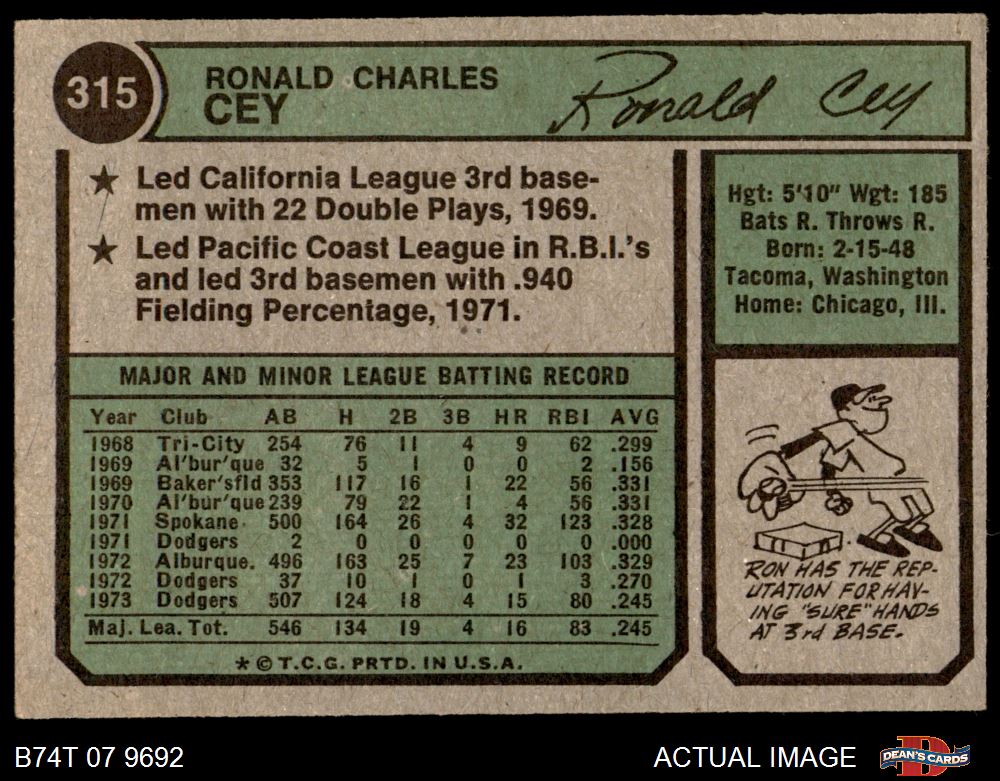 315
RONALD CHARLES
CEY
Ronald Cey
★ Led California League 3rd base-
men with 22 Double Plays, 1969.
★ Led Pacific Coast League in R.B.I.'s
and led 3rd basemen with .940
Fielding Percentage, 1971.
Hgt: 5'10" Wgt: 185
Bats R. Throws R.
Born: 2-15-48
Tacoma, Washington
Home: Chicago, Ill.
MAJOR AND MINOR LEAGUE BATTING RECORD
Year Club AB H 2B 3B HR RBI AVG
1968 Tri-City 254 76 11 4 9 62 .299
1969 Al'bur'que 32 5 1 0 0 2 .156
1969 Baker'sfld 353 117 16 1 22 56 .331
1970 Al'bur'que 239 79 22 1 4 56 .331
1971 Spokane 500 164 26 4 32 123 .328
1971 Dodgers 2 0 0 0 0 0 .000
1972 Alburque. 496 163 25 7 23 103 .329
1972 Dodgers 37 10 1 0 1 3 .270
1973 Dodgers 507 124 18 4 15 80 .245
Maj. Lea. Tot. 546 134 19 4 16 83 .245
* © T.C.G. PRTD. IN U.S.A.
RON HAS THE REP-
UTATION FOR HAV-
ING "SURE" HANDS
AT 3rd BASE.
B74T 07 9692
ACTUAL IMAGE
DEAN'S CARDS